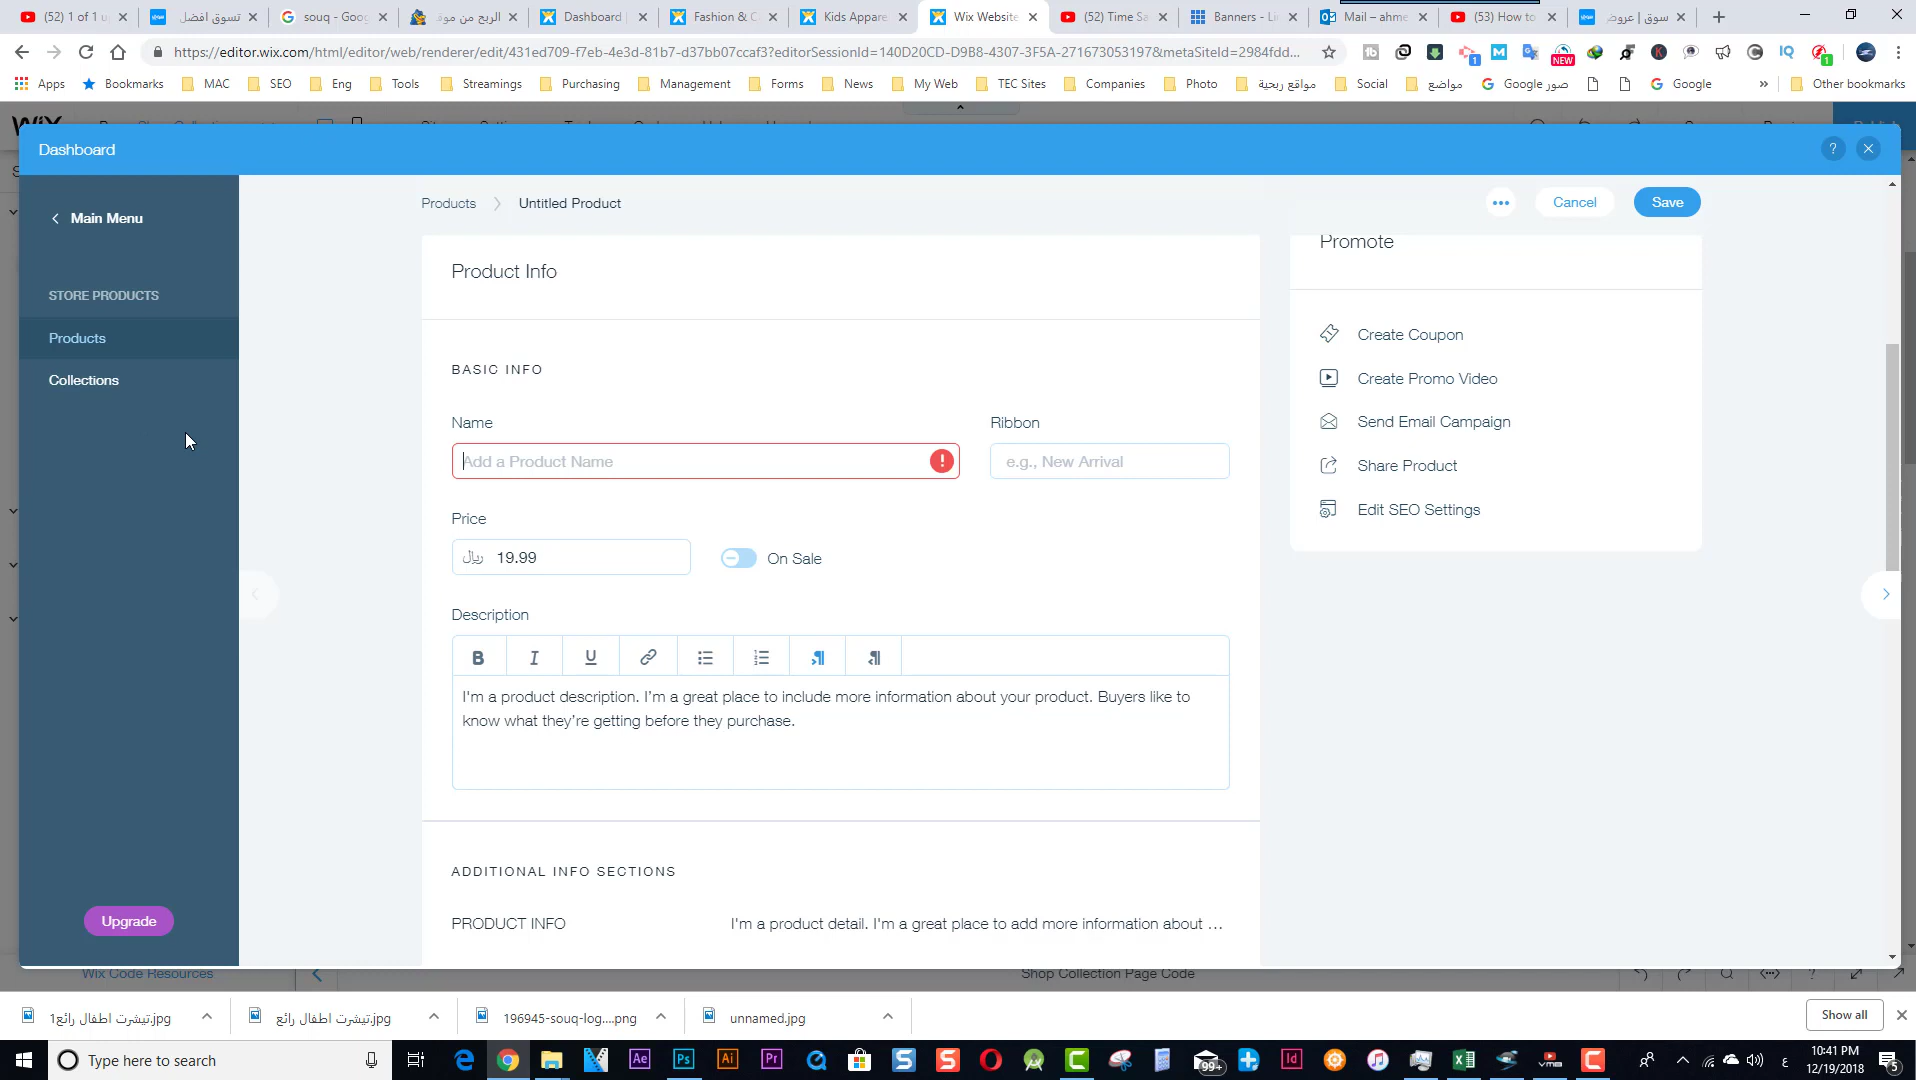 (52) 1 of 1 u
تسوق افضل
souq - Goog
الربح من موق
Dashboard
Fashion & C
Kids Appare
Wix Website
(52) Time Sa
Banners - Li
Mail – ahme
(53) How to
سوق | عروض
https://editor.wix.com/html/editor/web/renderer/edit/431ed709-f7eb-4e3d-81b7-d37bb07ccaf3?editorSessionId=140D20CD-D9B8-4307-3F5A-271673053197&metaSiteId=2984fdd...
Apps
Bookmarks
MAC
SEO
Eng
Tools
Streamings
Purchasing
Management
Forms
News
My Web
TEC Sites
Companies
Photo
مواقع ربحية
Social
مواضع
صور Google
Google
Other bookmarks
Dashboard
Main Menu
Products
Untitled Product
Cancel
Save
STORE PRODUCTS
Products
Collections
Upgrade
Product Info
BASIC INFO
Name
Ribbon
Add a Product Name
e.g., New Arrival
Price
﷼ 19.99
On Sale
Description
B I U
I'm a product description. I'm a great place to include more information about your product. Buyers like to
know what they're getting before they purchase.
ADDITIONAL INFO SECTIONS
PRODUCT INFO
I'm a product detail. I'm a great place to add more information about ...
Promote
Create Coupon
Create Promo Video
Send Email Campaign
Share Product
Edit SEO Settings
Wix Code Resources
Shop Collection Page Code
تيشرت اطفال رائع1.jpg
تيشرت اطفال رائع.jpg
196945-souq-log....png
unnamed.jpg
Show all
Type here to search
99+
ع
10:41 PM
12/19/2018
5